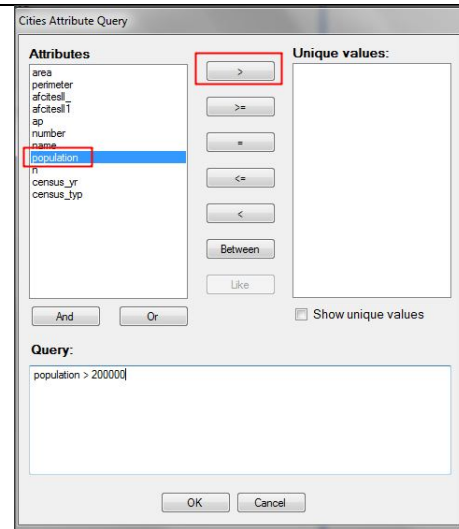 Cities Attribute Query
Attributes
Unique values:
area
perimeter
afcitesll_
afcitesll1
ap
number
name
population
n
census_yr
census_typ
>
>=
=
<=
<
Between
Like
And
Or
Show unique values
Query:
population > 200000
OK
Cancel